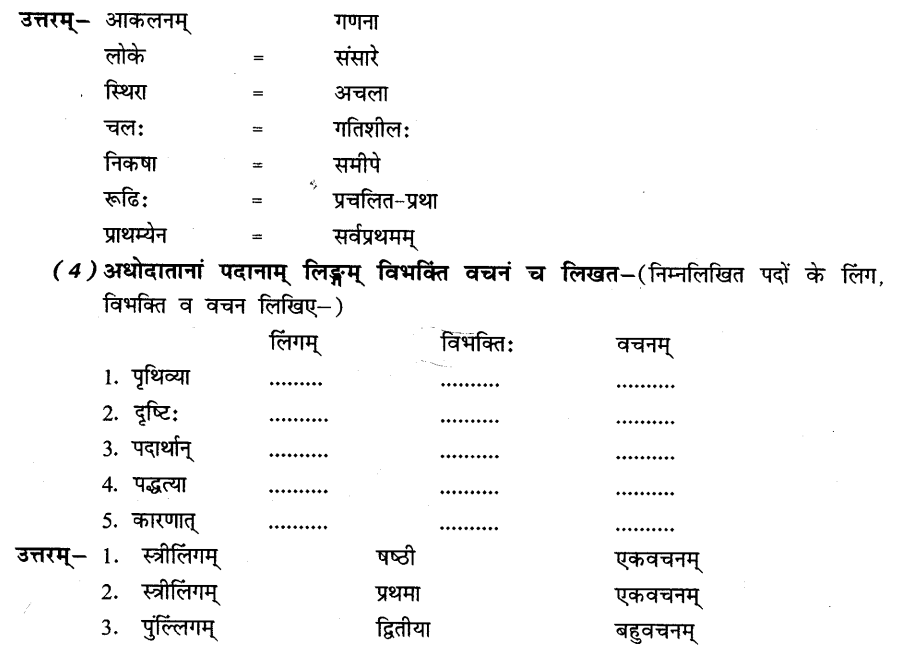 उत्तरम्– आकलनम् गणना
लोके = संसारे
स्थिरा = अचला
चलः = गतिशीलः
निकषा = समीपे
रूढिः = प्रचलित-प्रथा
प्राथम्येन = सर्वप्रथमम्
(4) अधोदातानां पदानाम् लिङ्गम् विभक्तिं वचनं च लिखत–(निम्नलिखित पदों के लिंग,
विभक्ति व वचन लिखिए–)
लिंगम् विभक्तिः वचनम्
1. पृथिव्या ......... .......... ..........
2. दृष्टिः ......... .......... ..........
3. पदार्थान् .......... .......... ..........
4. पद्धत्या .......... .......... ..........
5. कारणात् .......... .......... ..........
उत्तरम्– 1. स्त्रीलिंगम् षष्ठी एकवचनम्
2. स्त्रीलिंगम् प्रथमा एकवचनम्
3. पुंल्लिंगम् द्वितीया बहुवचनम्